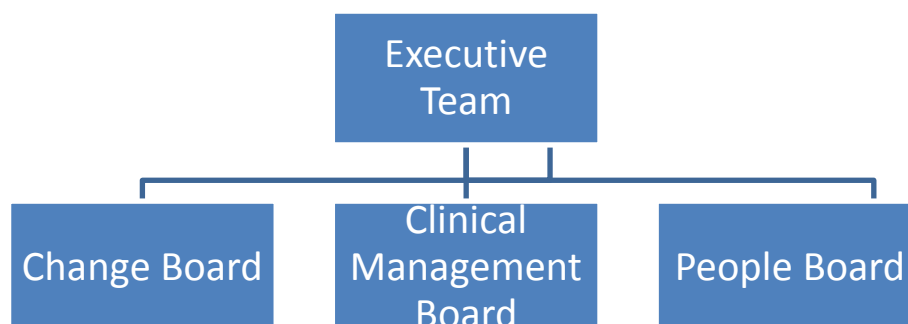 Executive
Team
Change Board
Clinical
Management
Board
People Board